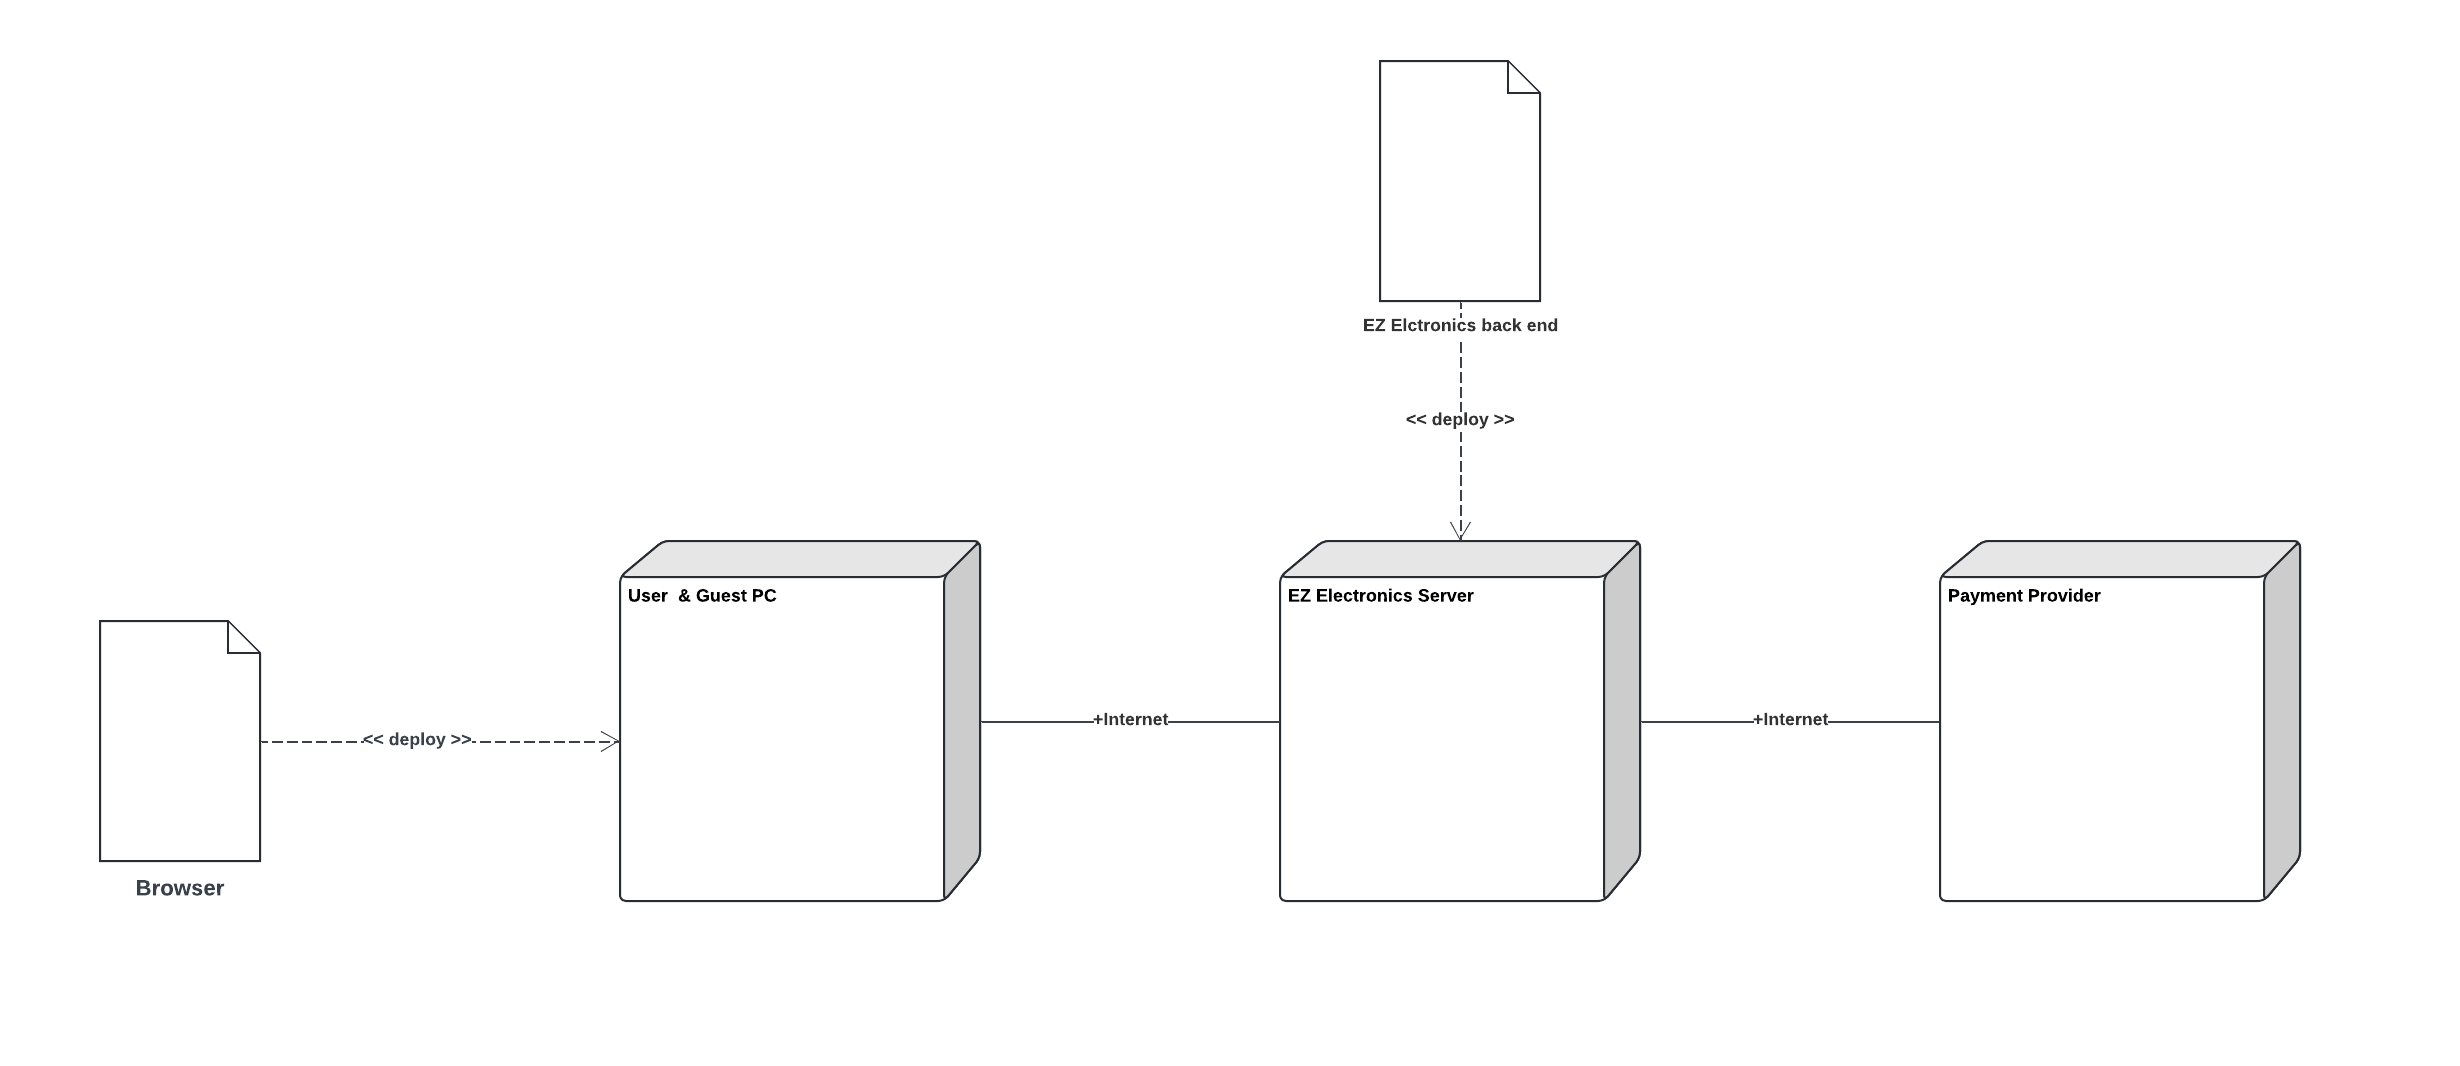 EZ Elctronics back end
<< deploy >>
User  & Guest PC
EZ Electronics Server
Payment Provider
+Internet
+Internet
<< deploy >>
Browser